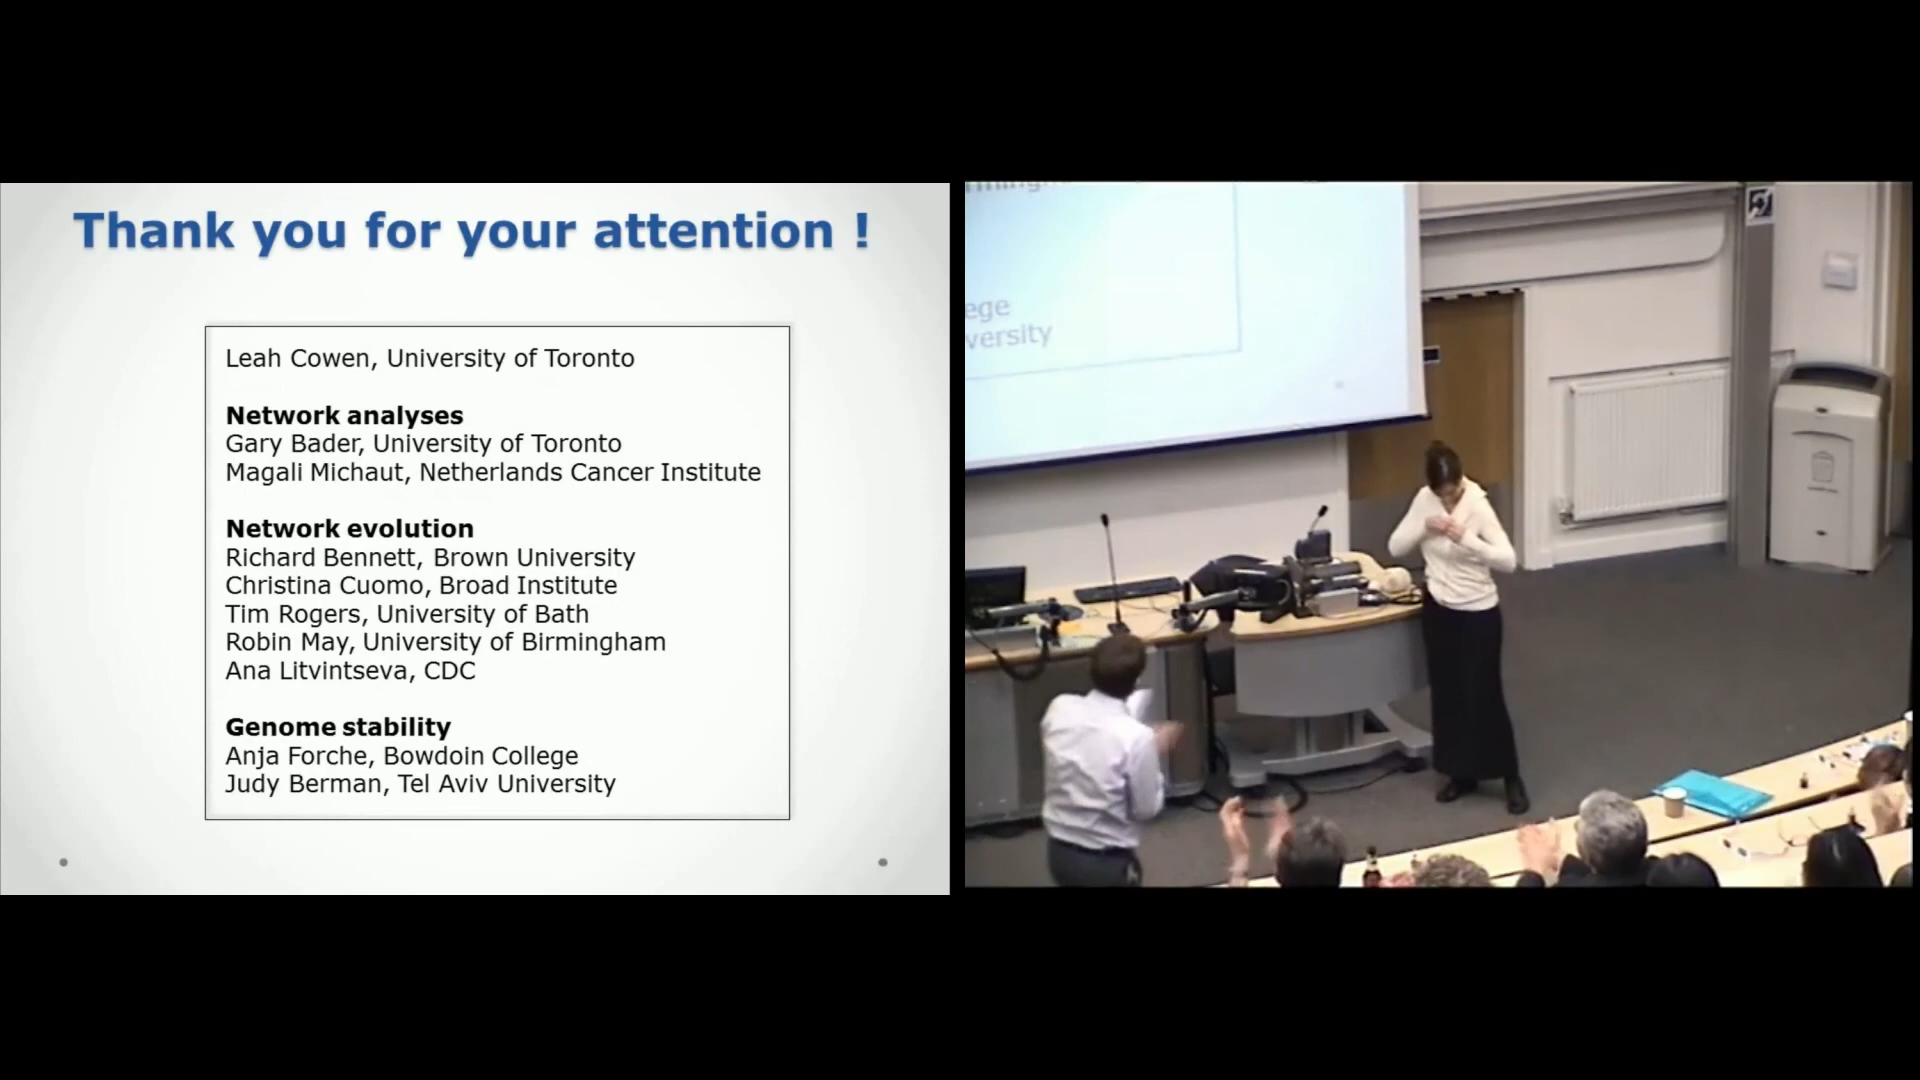 Thank you for your attention !
Leah Cowen, University of Toronto
Network analyses
Gary Bader, University of Toronto
Magali Michaut, Netherlands Cancer Institute
Network evolution
Richard Bennett, Brown University
Christina Cuomo, Broad Institute
Tim Rogers, University of Bath
Robin May, University of Birmingham
Ana Litvintseva, CDC
Genome stability
Anja Forche, Bowdoin College
Judy Berman, Tel Aviv University
ege
versity